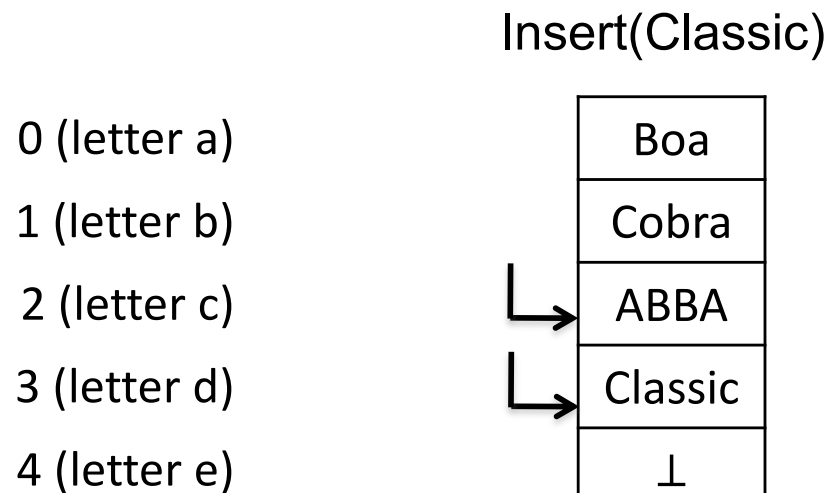 Insert(Classic)
0 (letter a) Boa
1 (letter b) Cobra
2 (letter c) ABBA
3 (letter d) Classic
4 (letter e) ⊥